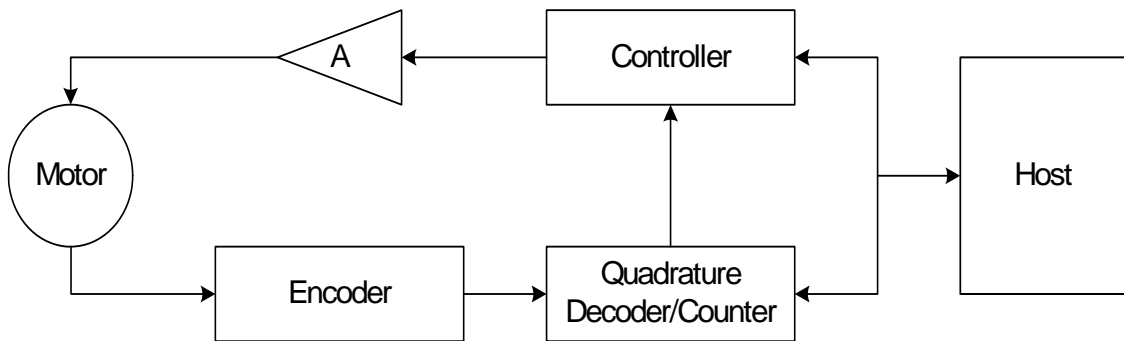 A
Controller
Motor
Host
Encoder
Quadrature
Decoder/Counter